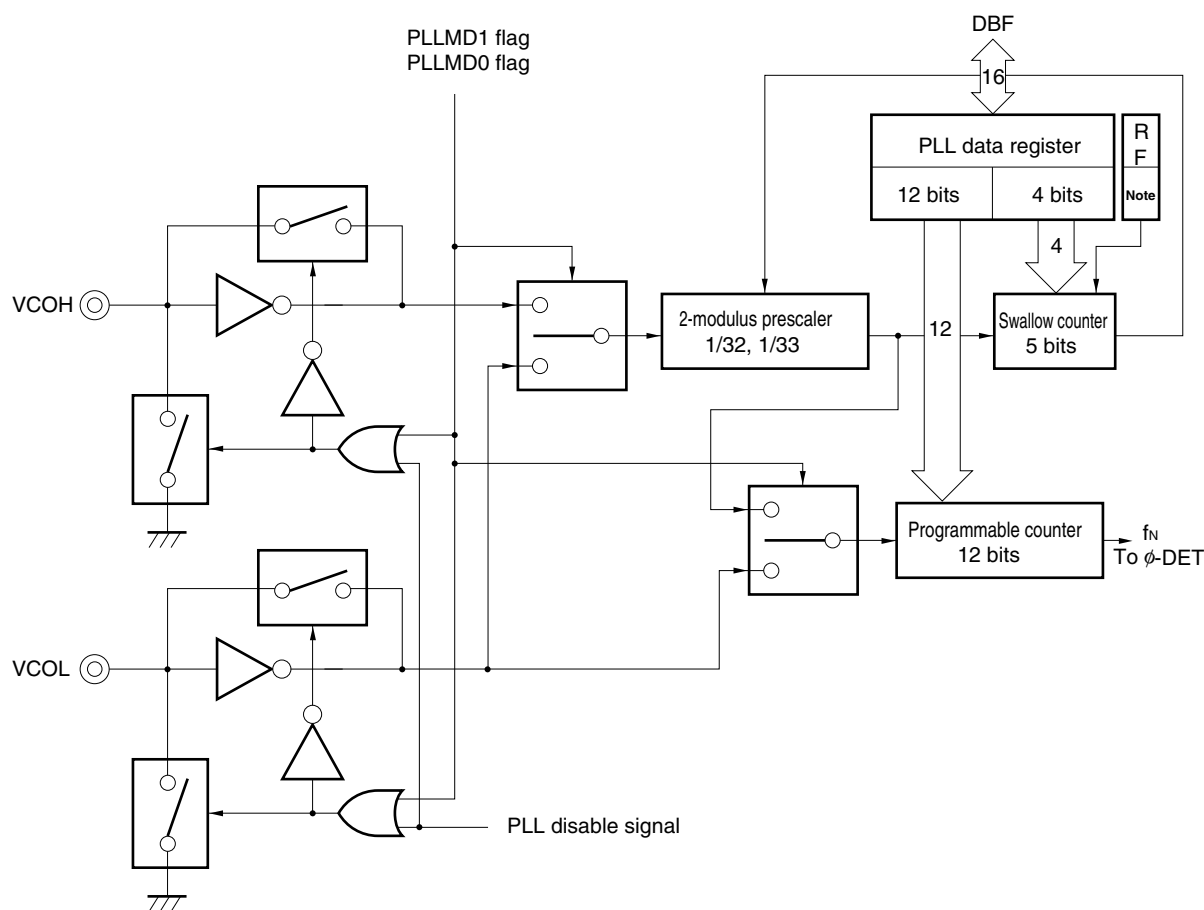 PLLMD1 flag
PLLMD0 flag
DBF
16
PLL data register
R
F
12 bits
4 bits
Note
4
VCOH
2-modulus prescaler
1/32, 1/33
12
Swallow counter
5 bits
Programmable counter
12 bits
fN
To ϕ-DET
VCOL
PLL disable signal